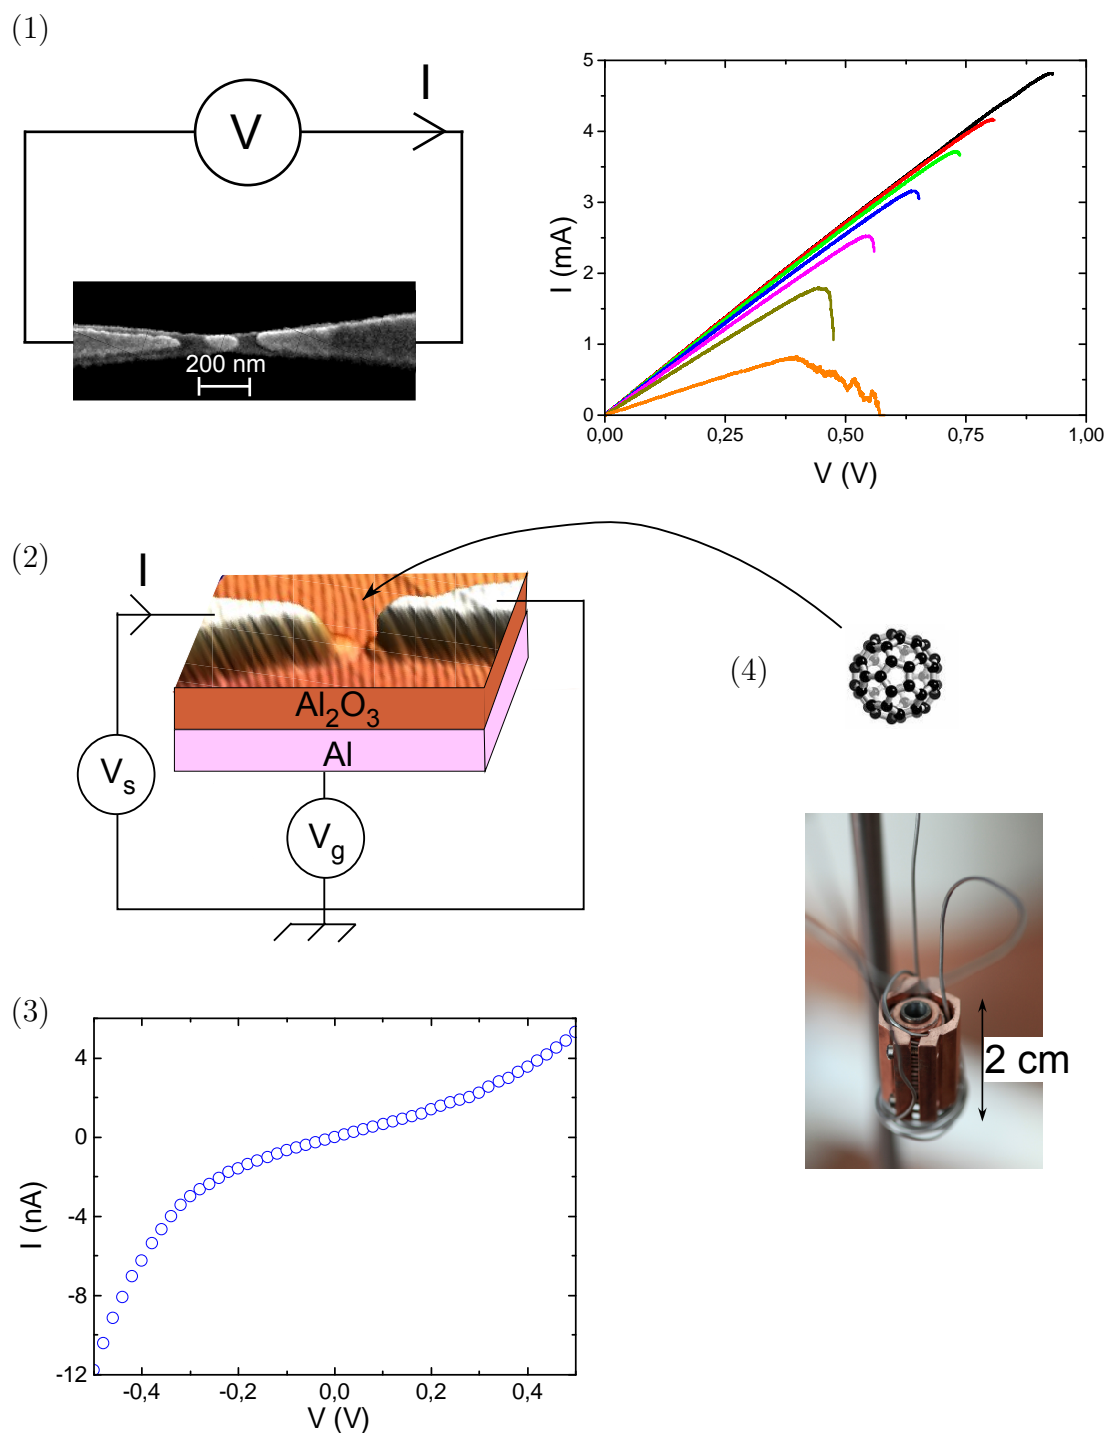 (1)
V
I
200 nm
I (mA)
5
4
3
2
1
0
0,00 0,25 0,50 0,75 1,00
V (V)
(2)
I
Al₂O₃
Al
Vₛ
V_g
(4)
2 cm
(3)
I (nA)
4
0
-4
-8
-12
-0,4 -0,2 0,0 0,2 0,4
V (V)